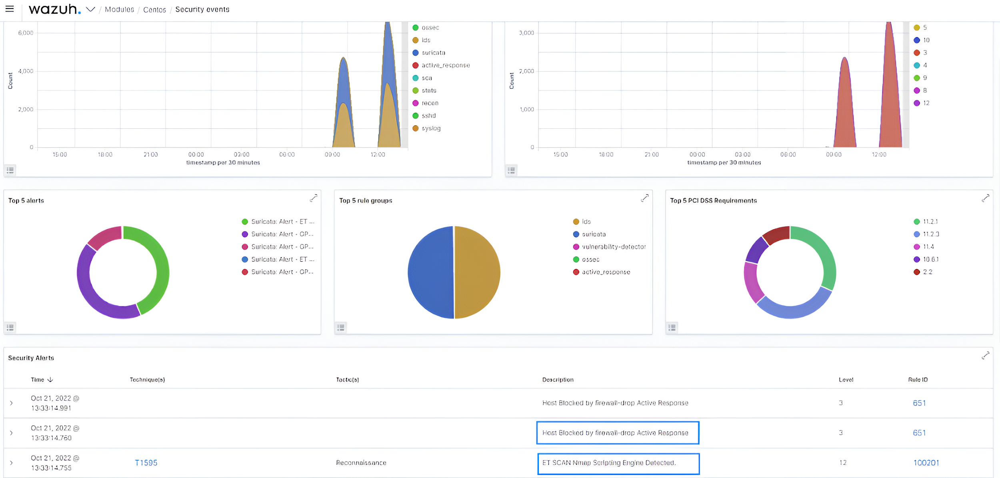 wazuh. / Modules / Centos / Security events
6,000
4,000
2,000
0
Count
15:00 18:00 21:00 00:00 03:00 06:00 09:00 12:00
timestamp per 30 minutes
ossec
ids
suricata
active_response
sca
stats
recon
sshd
syslog
3,000
2,000
1,000
0
Count
15:00 18:00 21:00 00:00 03:00 06:00 09:00 12:00
timestamp per 30 minutes
5
10
3
4
9
8
12
Top 5 alerts
Suricata: Alert - ET ...
Suricata: Alert - GP...
Suricata: Alert - GP...
Suricata: Alert - ET ...
Suricata: Alert - GP...
Top 5 rule groups
ids
suricata
vulnerability-detector
ossec
active_response
Top 5 PCI DSS Requirements
11.2.1
11.2.3
11.4
10.6.1
2.2
Security Alerts
Time Technique(s) Tactic(s) Description Level Rule ID
Oct 21, 2022 @
13:33:14.991
Host Blocked by firewall-drop Active Response 3 651
Oct 21, 2022 @
13:33:14.760
Host Blocked by firewall-drop Active Response 3 651
Oct 21, 2022 @
T1595 Reconnaissance ET SCAN Nmap Scripting Engine Detected. 12 100201